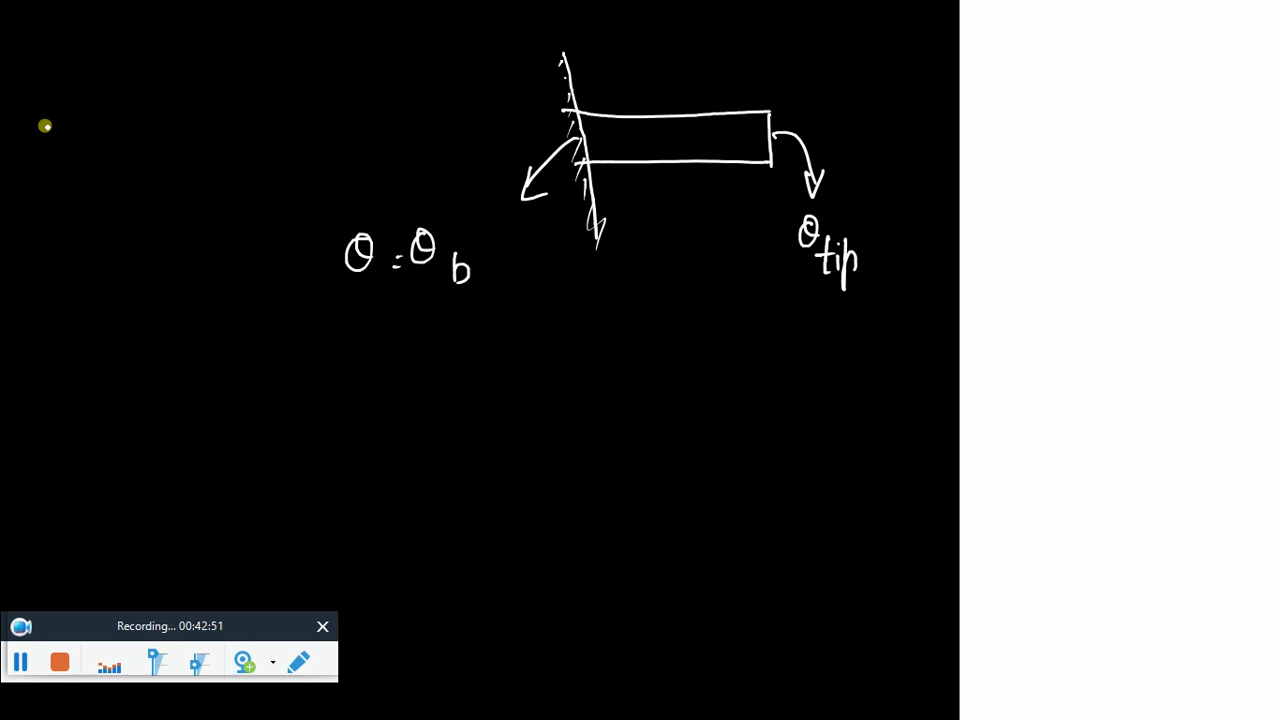 θ = θb
θtip
Recording... 00:42:51